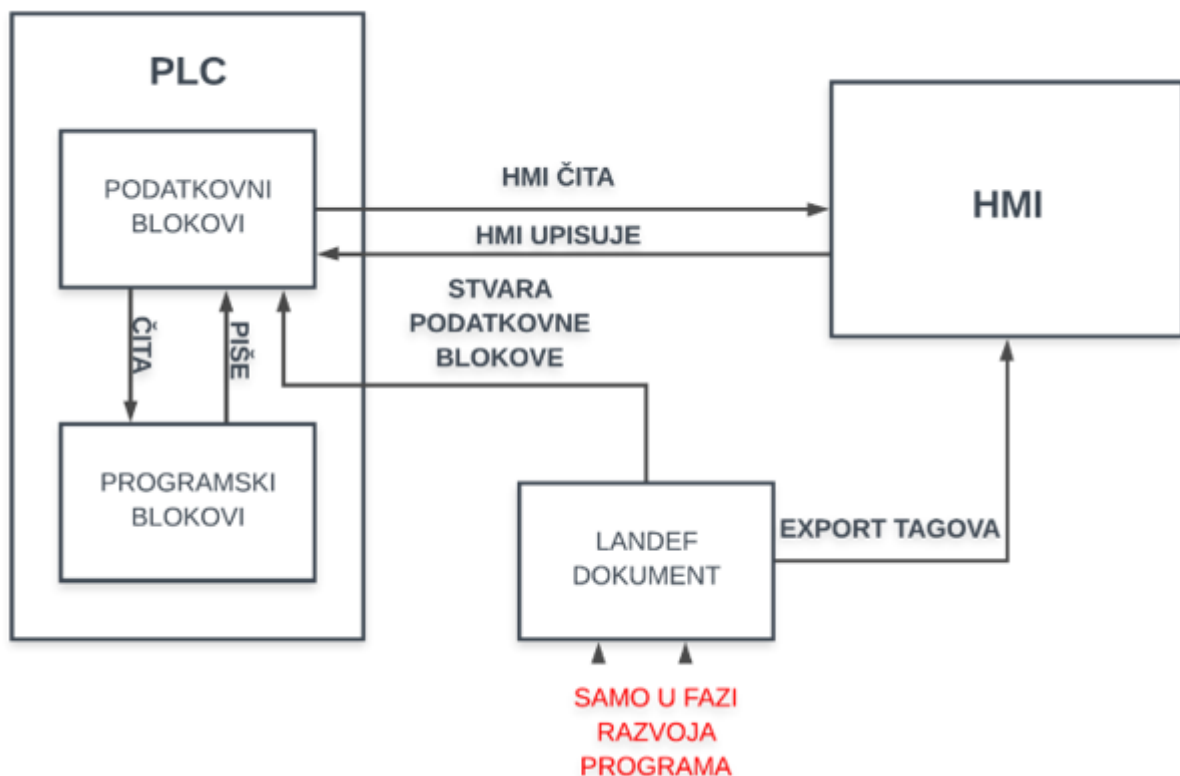 PLC
PODATKOVNI
BLOKOVI
HMI ČITA
HMI UPISUJE
HMI
STVARA
PODATKOVNE
BLOKOVE
ČITA
PIŠE
PROGRAMSKI
BLOKOVI
LANDEF
DOKUMENT
EXPORT TAGOVA
SAMO U FAZI
RAZVOJA
PROGRAMA